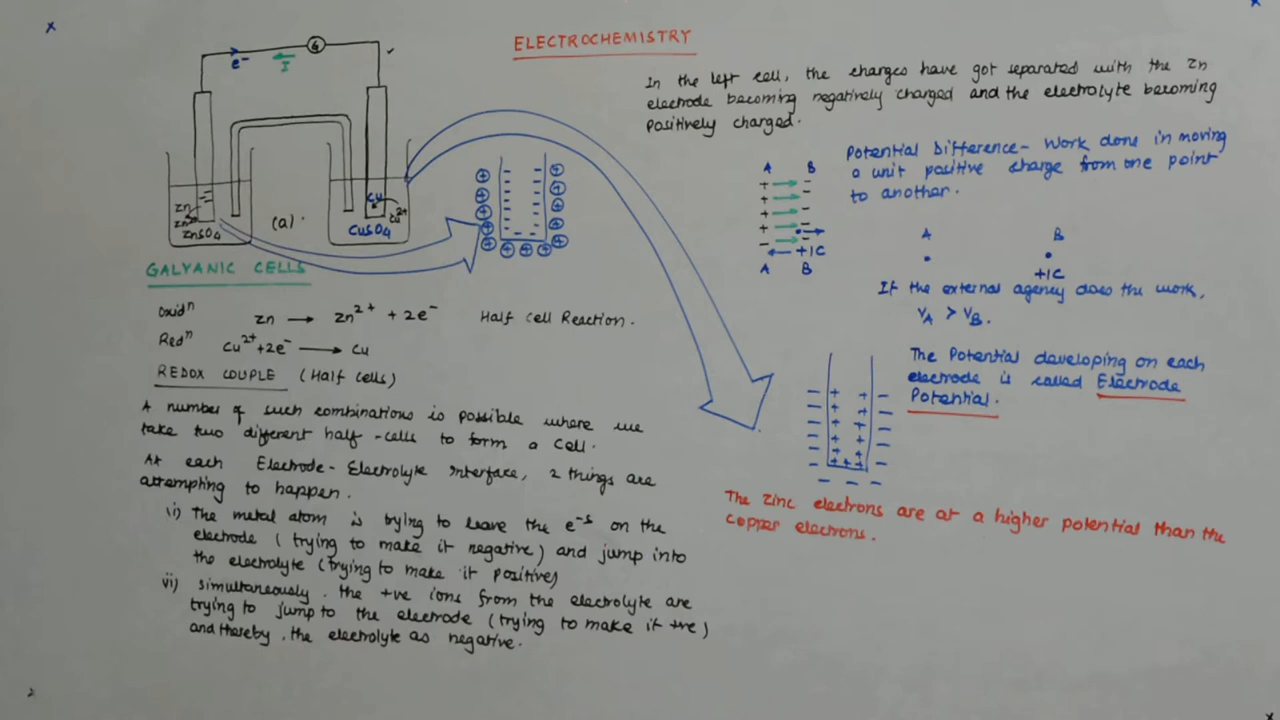 ELECTROCHEMISTRY
G
e⁻
I
Zn
Zn²⁺
ZnSO₄
(a)
Cu
Cu²⁺
CuSO₄
GALVANIC CELLS
Oxidⁿ Zn → Zn²⁺ + 2e⁻ Half Cell Reaction.
Redⁿ Cu²⁺+2e⁻ → Cu
REDOX COUPLE (Half Cells)
A number of such combinations is possible where we
take two different half-cells to form a cell.
At each Electrode-Electrolyte interface, 2 things are
attempting to happen.
(i) The metal atom is trying to leave the e⁻s on the
electrode (trying to make it negative) and jump into
the electrolyte (trying to make it positive)
(ii) Simultaneously, the +ve ions from the electrolyte are
trying to jump to the electrode (trying to make it +ve)
and thereby, the electrolyte as negative.
In the left cell, the charges have got separated with the Zn
electrode becoming negatively charged and the electrolyte becoming
Positively charged.
Potential Difference - Work done in moving
a unit positive charge from one point
to another.
A B
+ -
+ -
+ -
+ -
+1C
A B
A B
+1C
If the external agency does the work,
V_A > V_B.
The Potential developing on each
electrode is called Electrode
Potential.
The zinc electrons are at a higher potential than the
copper electrons.